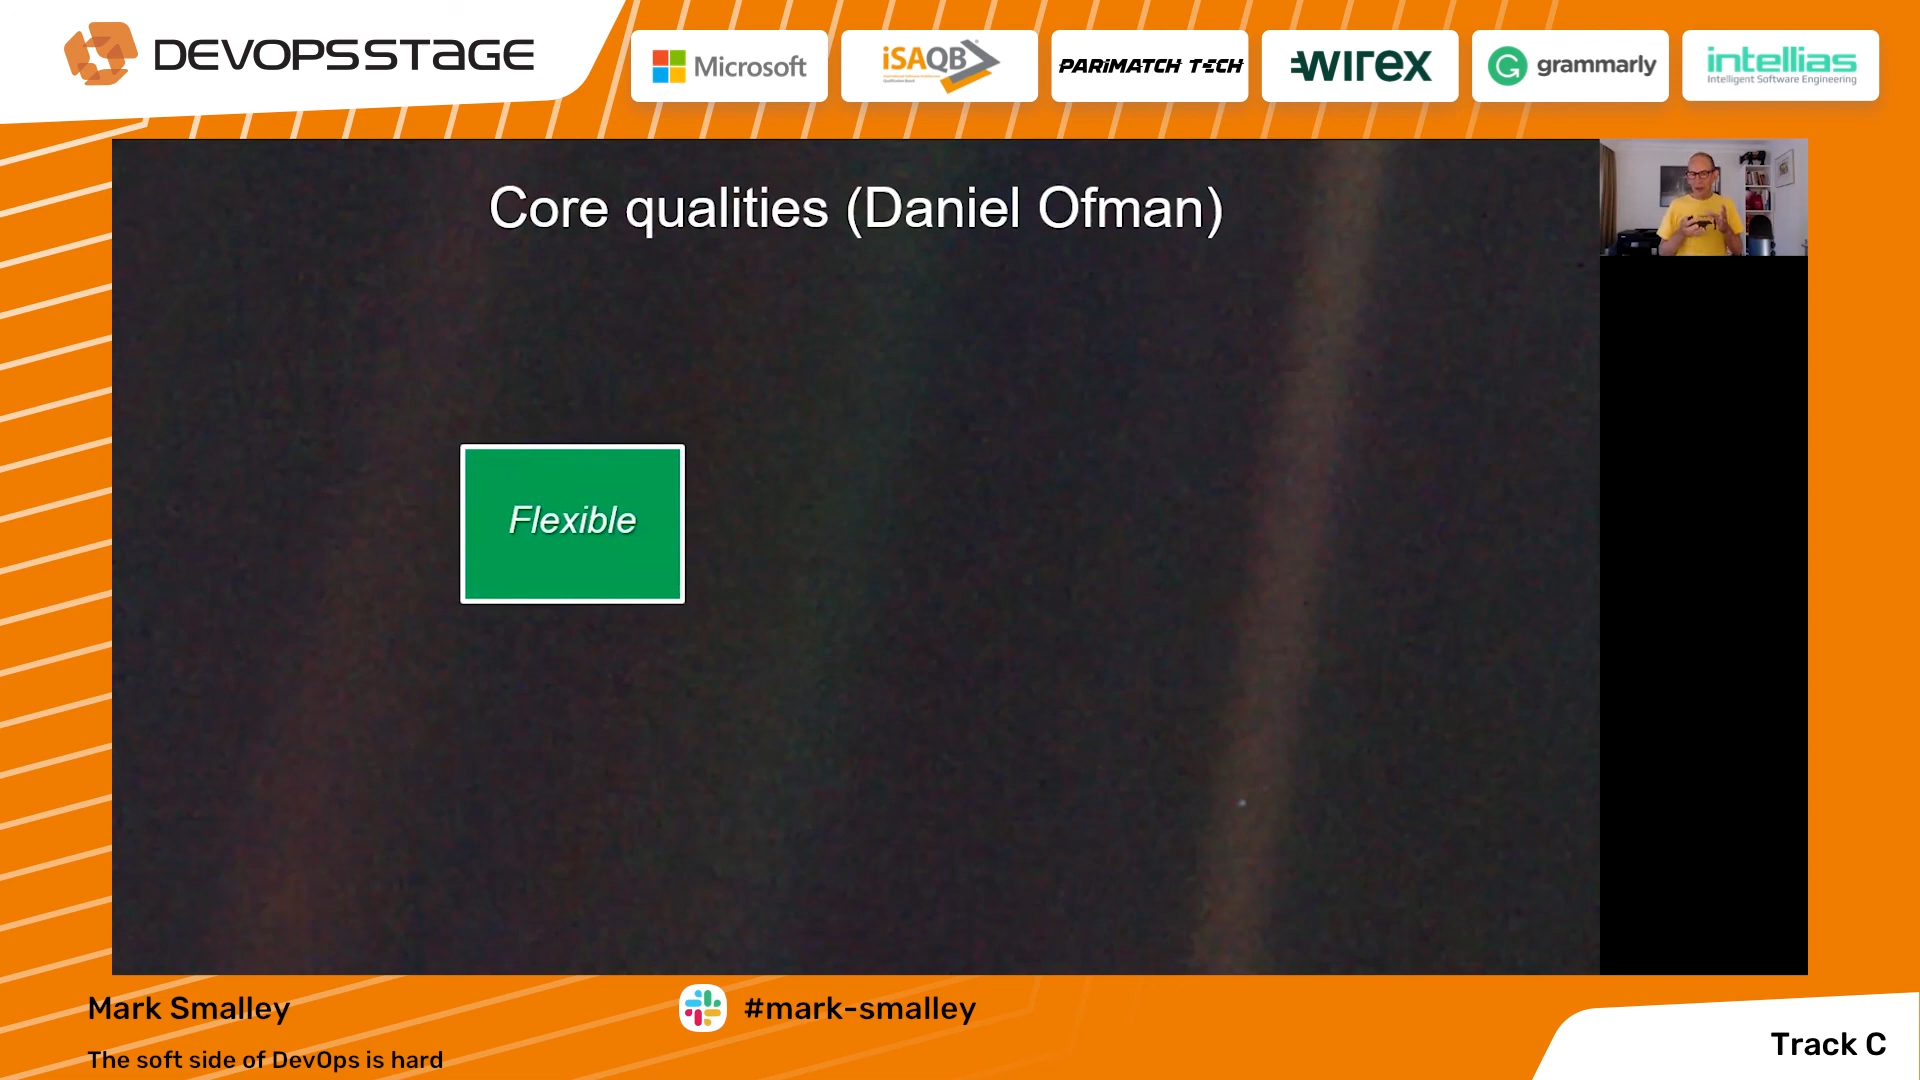 DEVOPSSTAGE
Microsoft
iSAQB
PARIMATCH TECH
wirex
grammarly
intellias
Intelligent Software Engineering
Core qualities (Daniel Ofman)
Flexible
Mark Smalley
#mark-smalley
The soft side of DevOps is hard
Track C